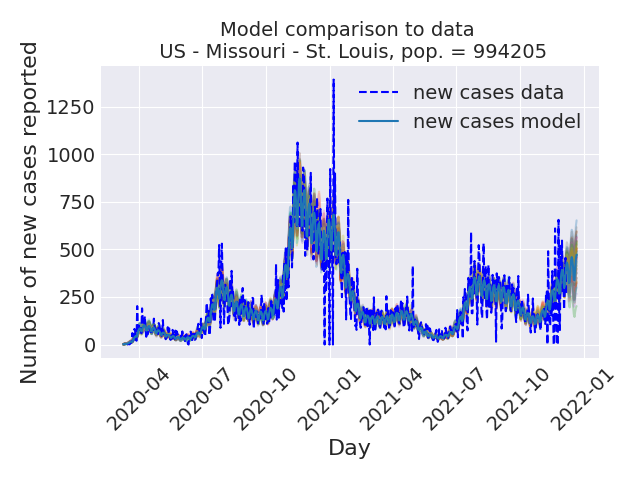 Model comparison to data
US - Missouri - St. Louis, pop. = 994205
Number of new cases reported
new cases data
new cases model
1250
1000
750
500
250
0
2020-04
2020-07
2020-10
2021-01
2021-04
2021-07
2021-10
2022-01
Day